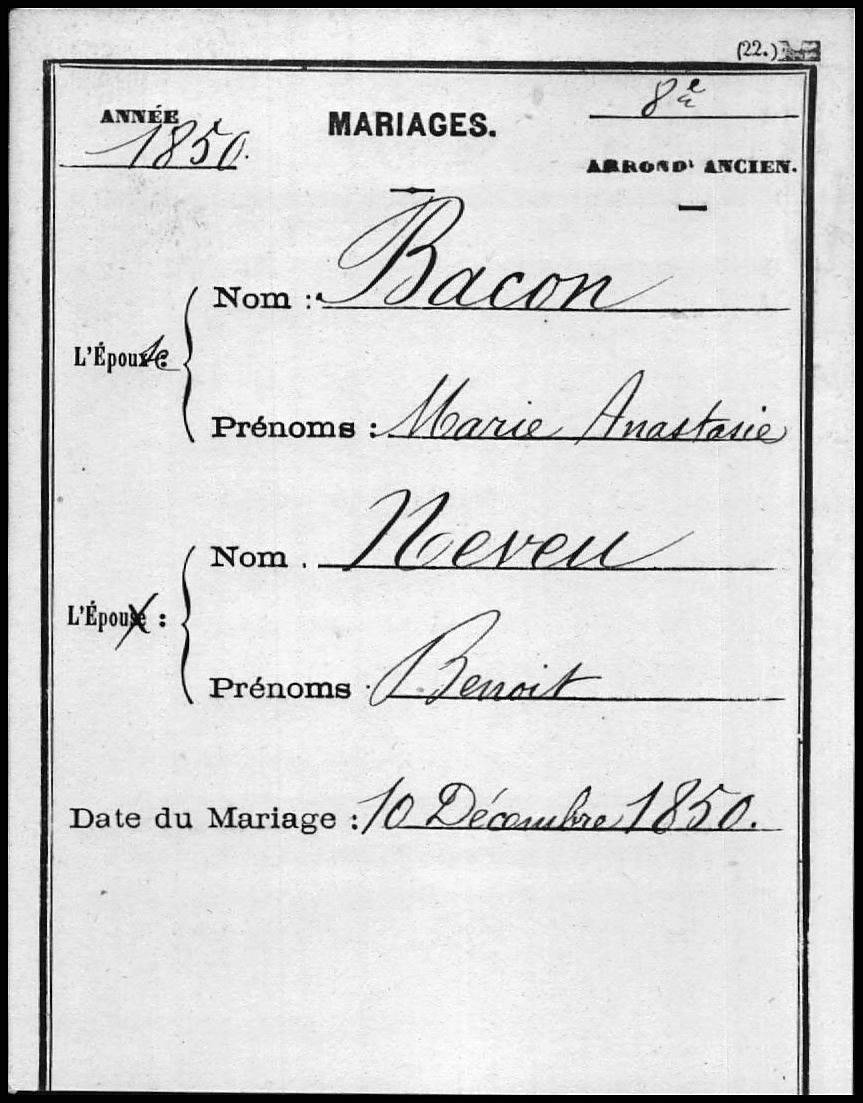 (22.)
ANNÉE
1850.
MARIAGES.
8e
ARROND' ANCIEN.
Nom : Bacon
L'Épouse :
Prénoms : Marie Anastasie
Nom . Neveu
L'Époux :
Prénoms Benoit
Date du Mariage : 10 Décembre 1850.